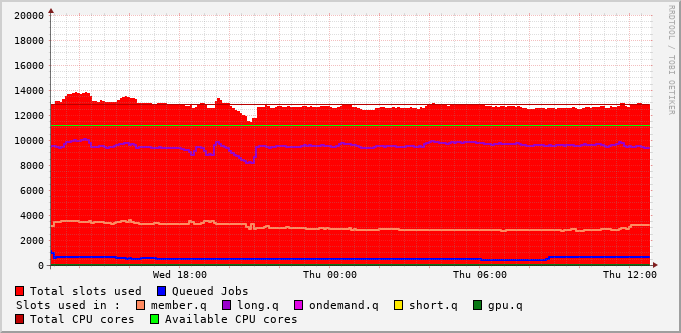 20000
18000
16000
14000
12000
10000
8000
6000
4000
2000
0
Wed 18:00 Thu 00:00 Thu 06:00 Thu 12:00
RRDTOOL / TOBI OETIKER
Total slots used Queued Jobs
Slots used in : member.q long.q ondemand.q short.q gpu.q
Total CPU cores Available CPU cores